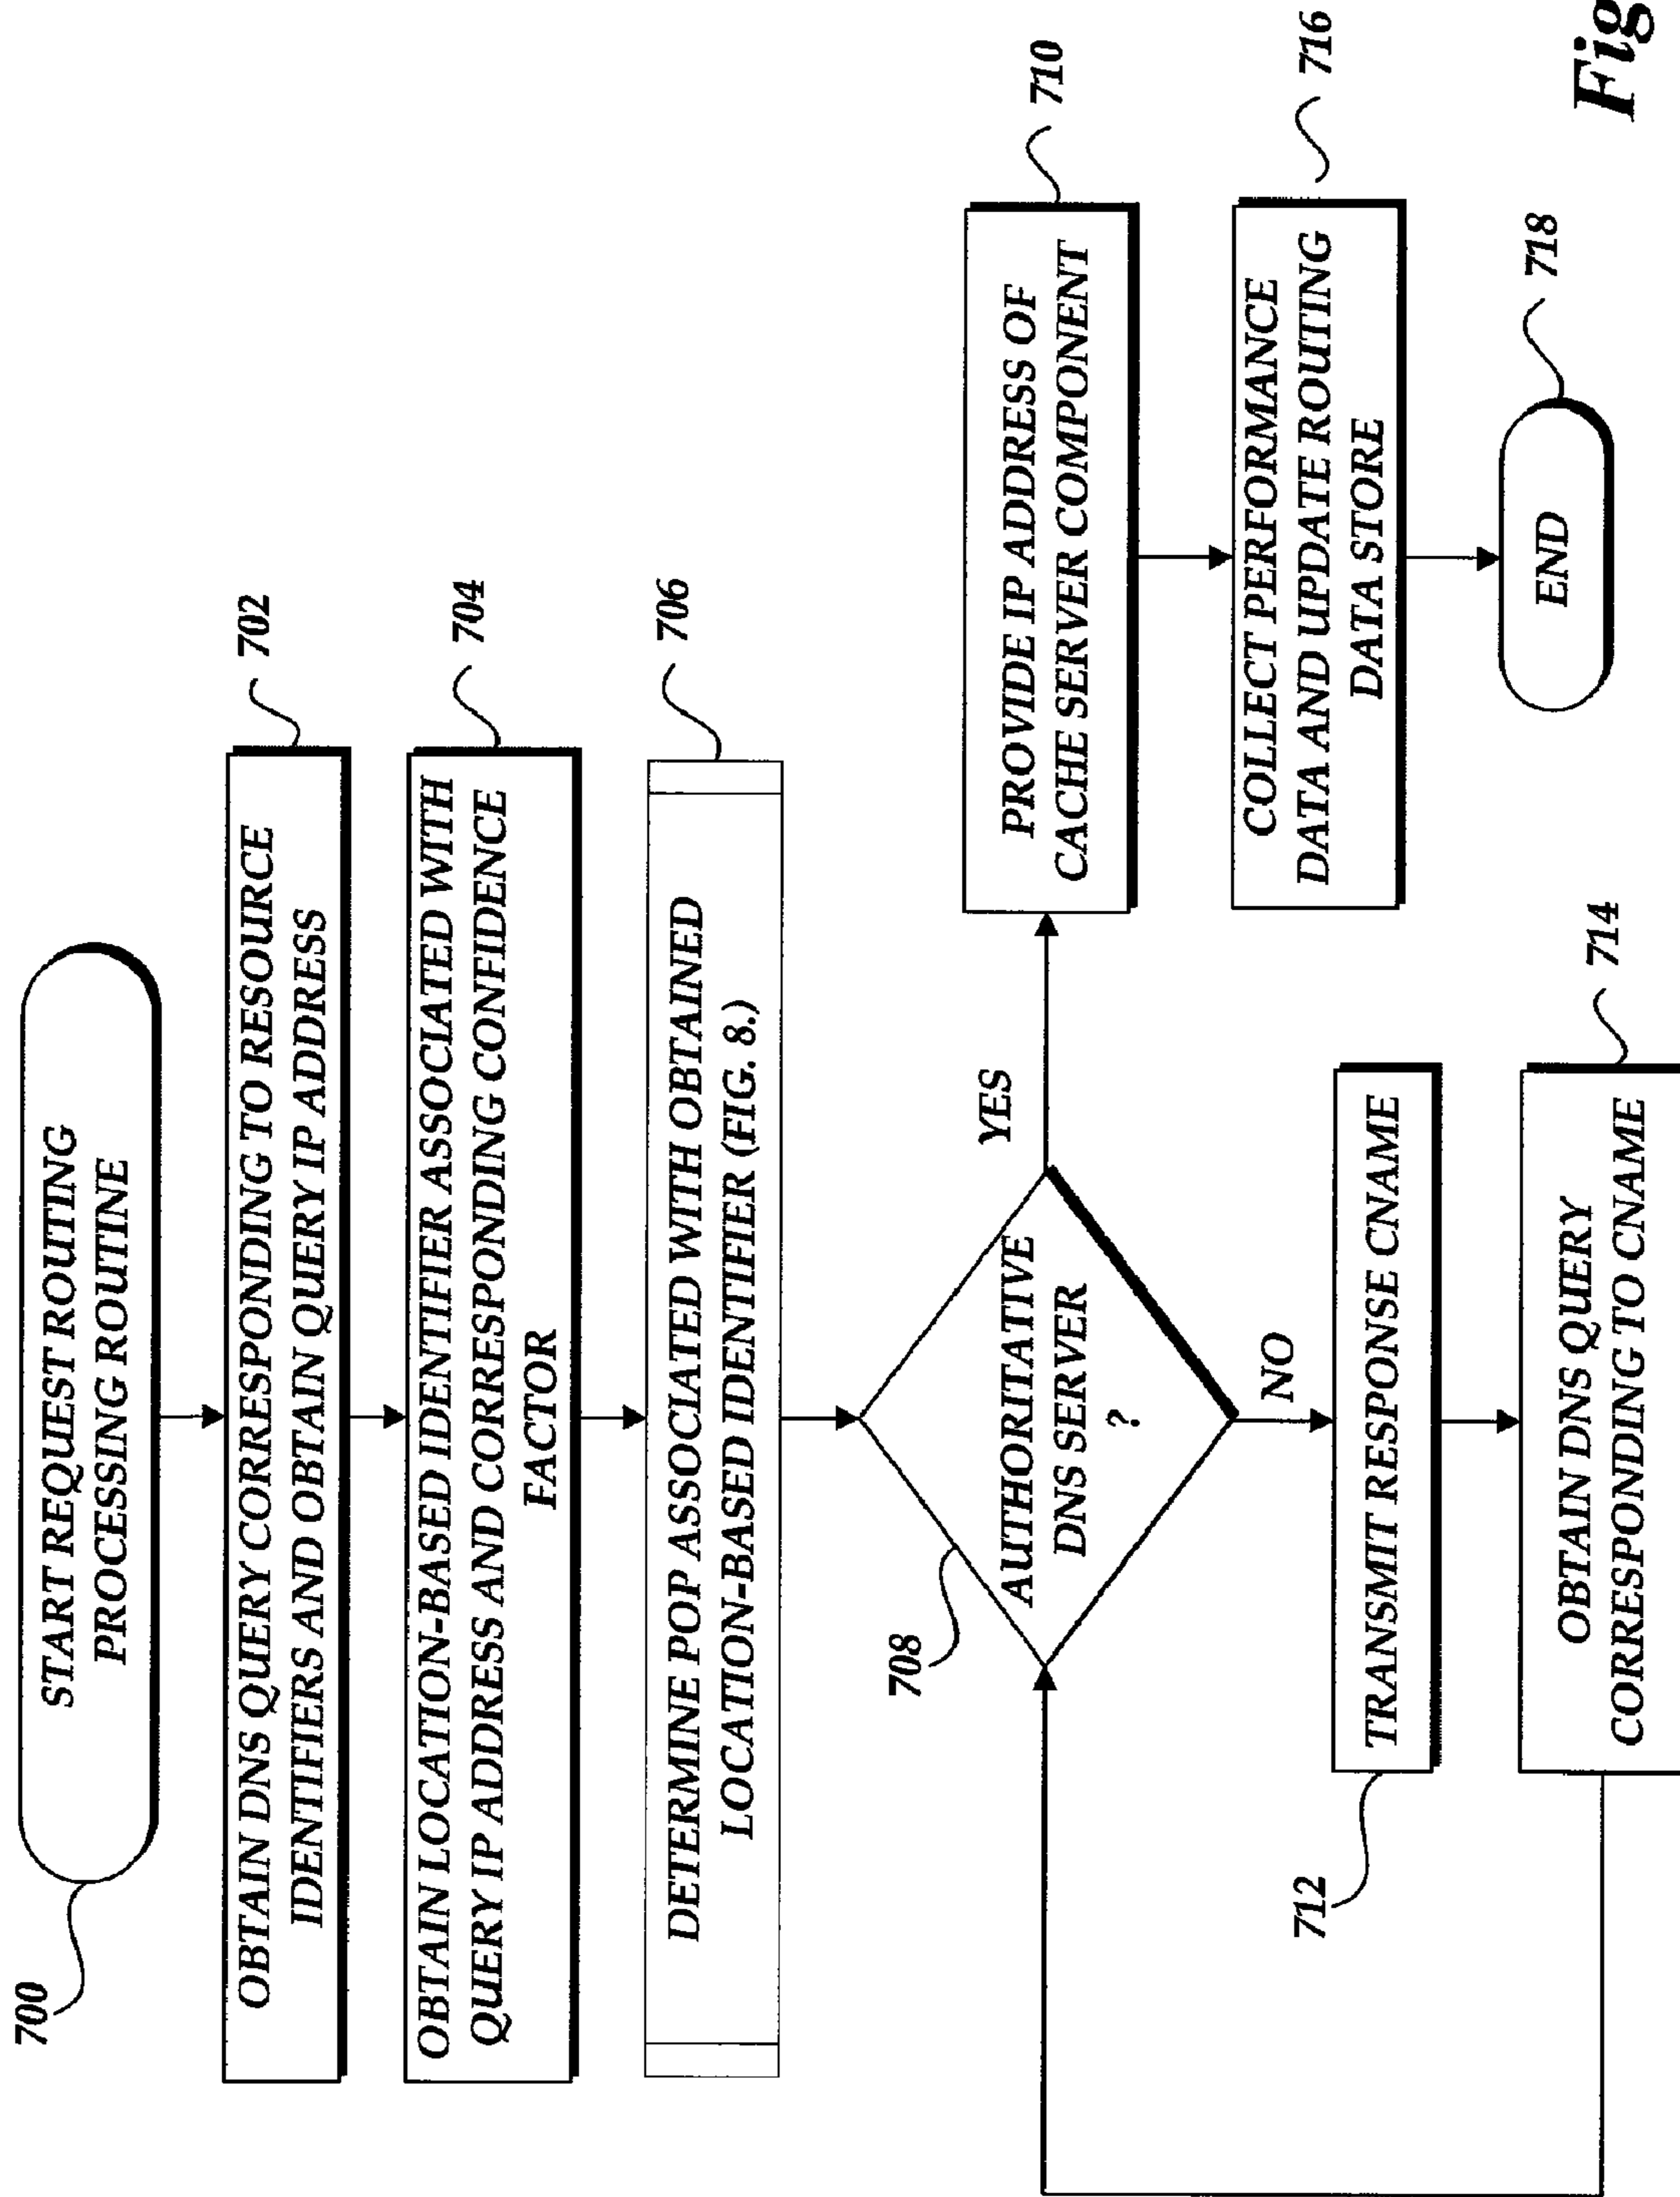 700
START REQUEST ROUTING
PROCESSING ROUTINE
702
OBTAIN DNS QUERY CORRESPONDING TO RESOURCE
IDENTIFIERS AND OBTAIN QUERY IP ADDRESS
704
OBTAIN LOCATION-BASED IDENTIFIER ASSOCIATED WITH
QUERY IP ADDRESS AND CORRESPONDING CONFIDENCE
FACTOR
706
DETERMINE POP ASSOCIATED WITH OBTAINED
LOCATION-BASED IDENTIFIER (FIG. 8.)
708
AUTHORITATIVE
DNS SERVER
?
YES
710
PROVIDE IP ADDRESS OF
CACHE SERVER COMPONENT
716
COLLECT PERFORMANCE
DATA AND UPDATE ROUTING
DATA STORE
718
END
NO
712
TRANSMIT RESPONSE CNAME
714
OBTAIN DNS QUERY
CORRESPONDING TO CNAME
Fig